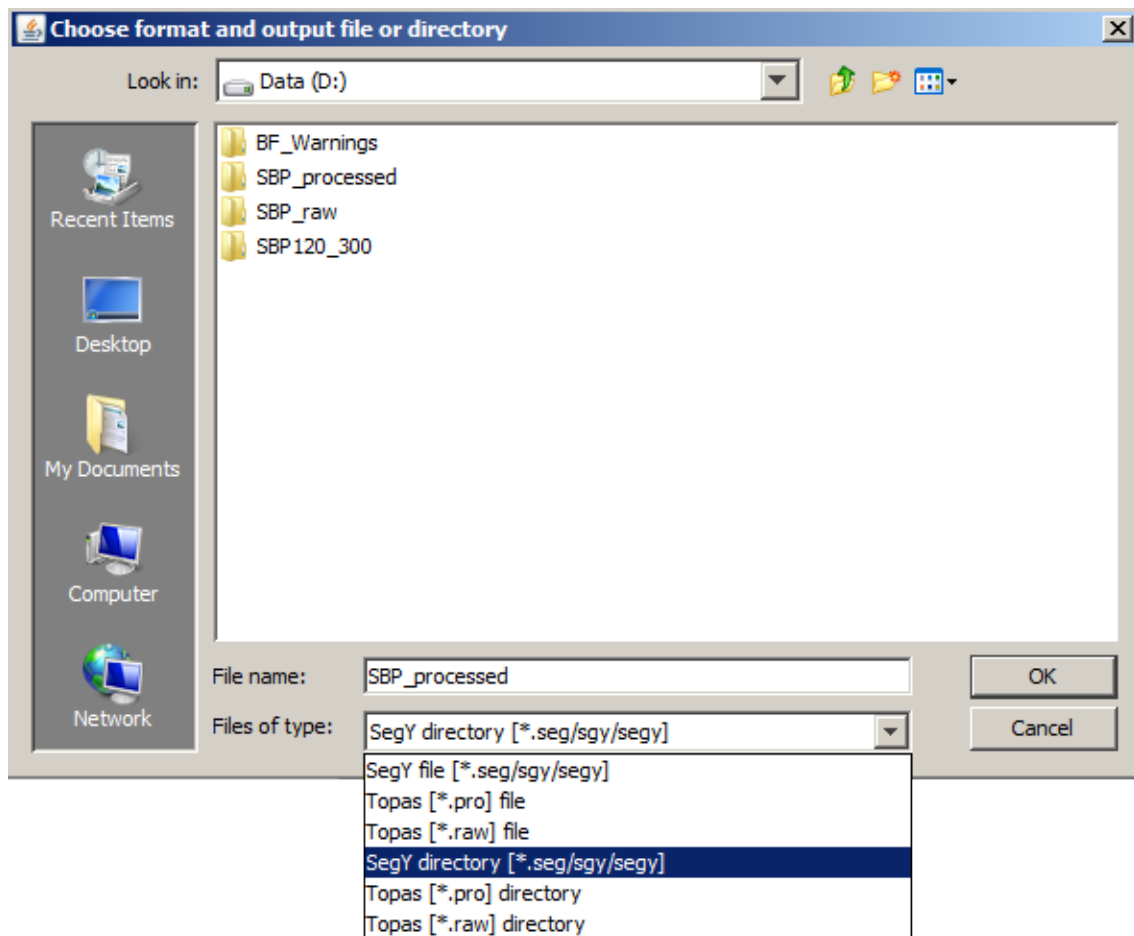 Choose format and output file or directory
Look in: Data (D:)
BF_Warnings
SBP_processed
SBP_raw
SBP120_300
Recent Items
Desktop
My Documents
Computer
Network
File name: SBP_processed OK
Files of type: SegY directory [*.seg/sgy/segy] Cancel
SegY file [*.seg/sgy/segy]
Topas [*.pro] file
Topas [*.raw] file
SegY directory [*.seg/sgy/segy]
Topas [*.pro] directory
Topas [*.raw] directory